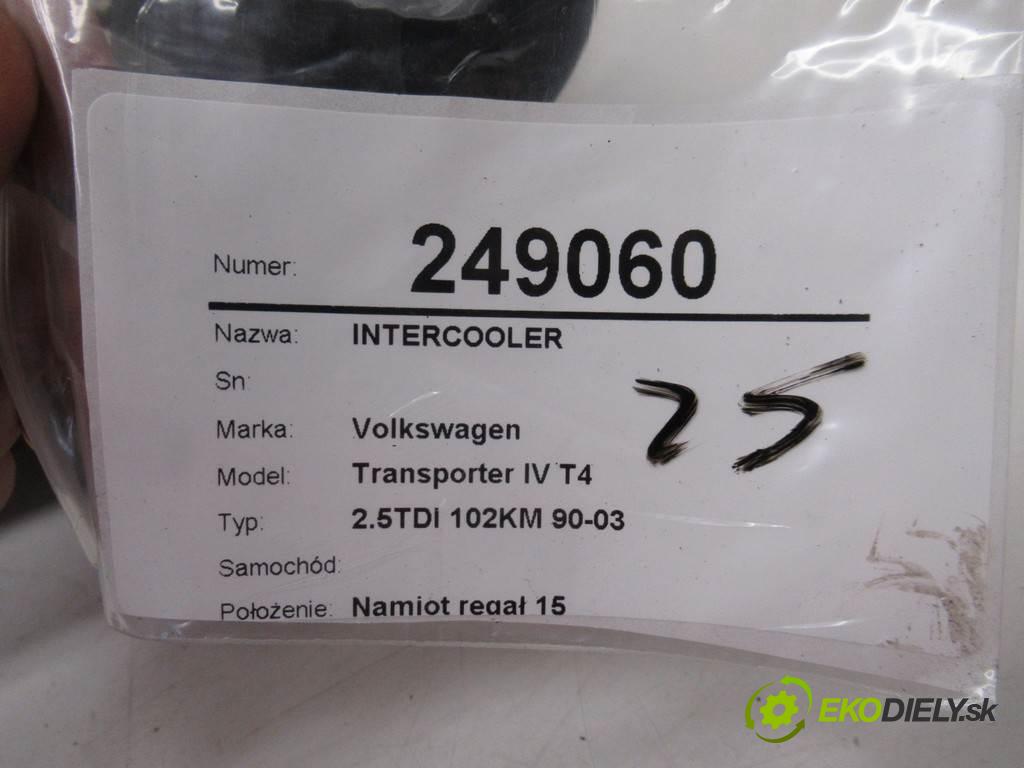 Numer: 249060
Nazwa: INTERCOOLER
Sn:
25
Marka: Volkswagen
Model: Transporter IV T4
Typ: 2.5TDI 102KM 90-03
Samochód:
Położenie: Namiot regał 15
EKODIELY.sk